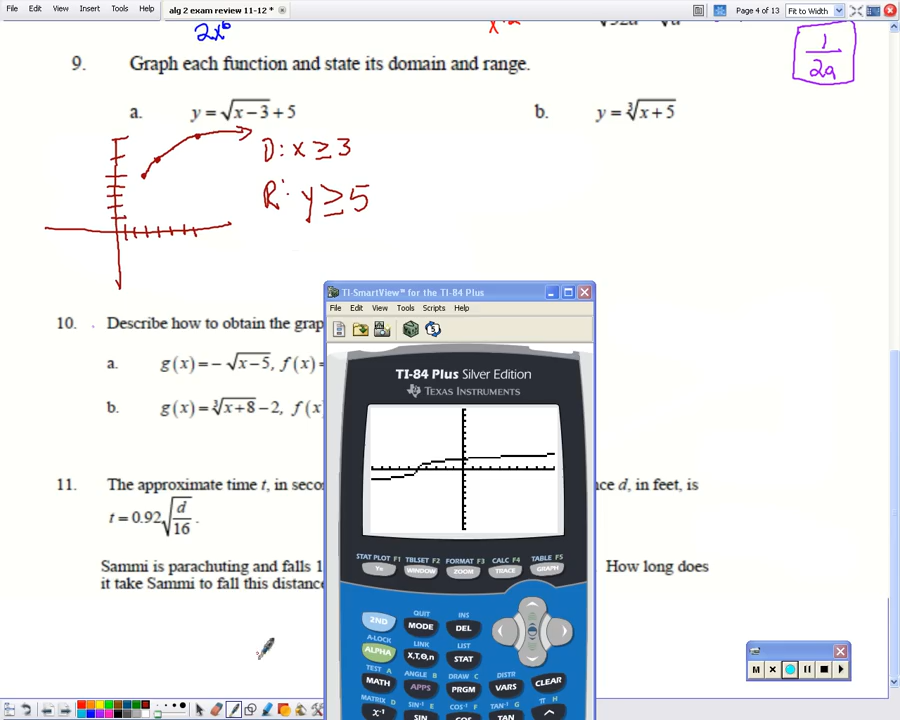 File Edit View Insert Tools Help alg 2 exam review 11-12 * Page 4 of 13 Fit to Width
2x⁶
9. Graph each function and state its domain and range.
1/2a
a. y = √(x−3) + 5 b. y = ∛(x+5)
D: x ≥ 3
R: y ≥ 5
TI-SmartView™ for the TI-84 Plus
File Edit View Tools Scripts Help
10. Describe how to obtain the grap
a. g(x) = −√(x−5), f(x) =
b. g(x) = ∛(x+8) − 2, f(x
TI-84 Plus Silver Edition
TEXAS INSTRUMENTS
11. The approximate time t, in seco nce d, in feet, is
t = 0.92√(d/16).
Sammi is parachuting and falls 1 How long does
it take Sammi to fall this distance
STAT PLOT F1 TBLSET F2 FORMAT F3 CALC F4 TABLE F5
Y= WINDOW ZOOM TRACE GRAPH
QUIT INS
2ND MODE DEL
A-LOCK LINK LIST
ALPHA X,T,Θ,n STAT
TEST A ANGLE B DRAW C DISTR
MATH APPS PRGM VARS CLEAR
MATRIX D SIN⁻¹ E COS⁻¹ F TAN⁻¹ G π H
x⁻¹ SIN COS TAN ^
M